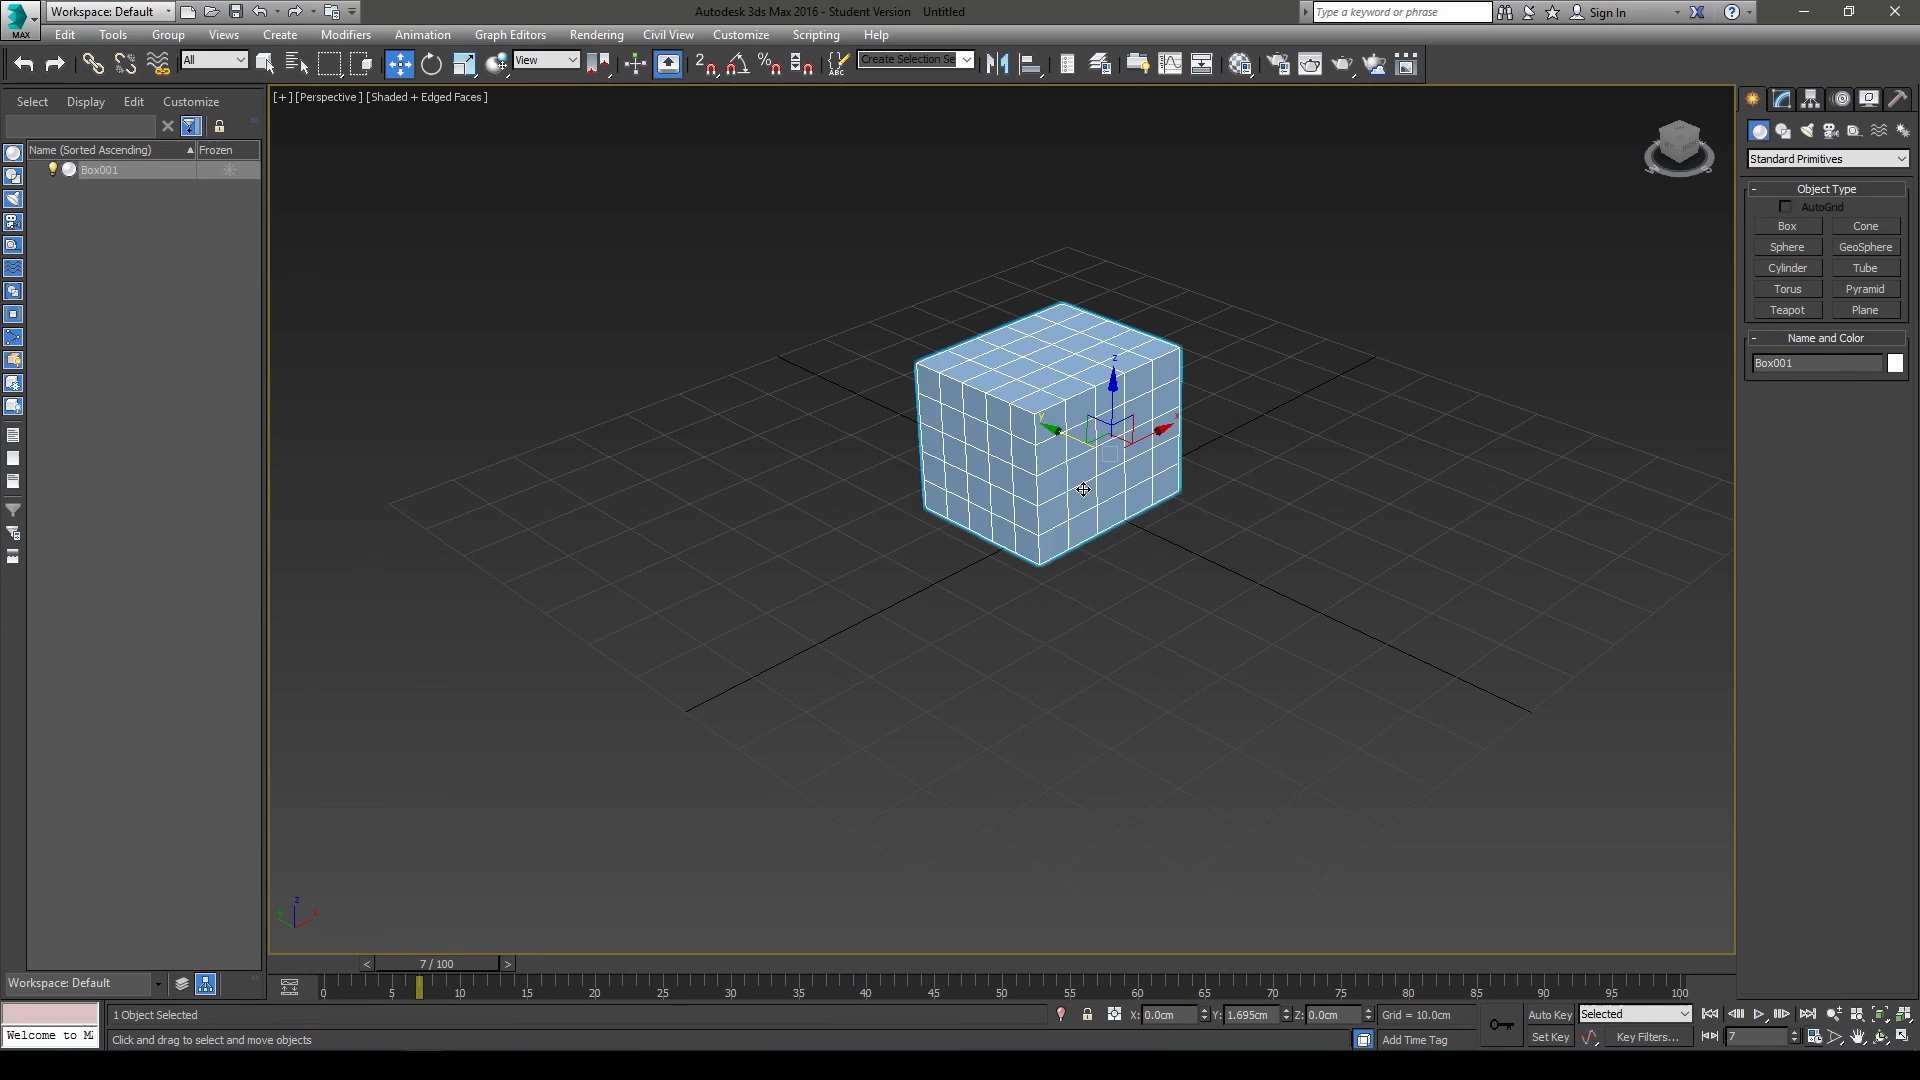 Workspace: Default
Autodesk 3ds Max 2016 - Student Version Untitled
Type a keyword or phrase
Sign In
MAX
Edit Tools Group Views Create Modifiers Animation Graph Editors Rendering Civil View Customize Scripting Help
All
View
ABC
Create Selection Se
Select Display Edit Customize
[+] [Perspective] [Shaded + Edged Faces]
Name (Sorted Ascending) Frozen
Box001
Standard Primitives
- Object Type
AutoGrid
Box Cone
Sphere GeoSphere
Cylinder Tube
Torus Pyramid
Teapot Plane
- Name and Color
Box001
z
y
x
z
< 7 / 100 >
Workspace: Default
0 5 10 15 20 25 30 35 40 45 50 55 60 65 70 75 80 85 90 95 100
1 Object Selected
X: 0.0cm Y: 1.695cm Z: 0.0cm Grid = 10.0cm
Auto Key Selected
Welcome to M
Click and drag to select and move objects
Add Time Tag
Set Key Key Filters...
7